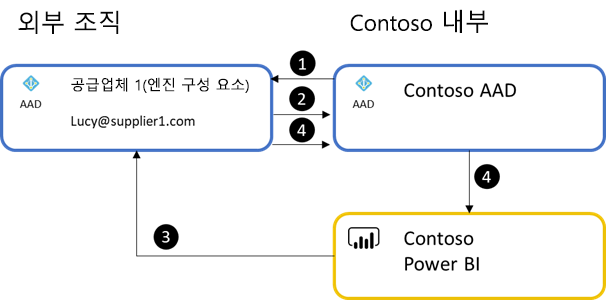 외부 조직
Contoso 내부
1
AAD
공급업체 1(엔진 구성 요소)
Lucy@supplier1.com
2
4
AAD
Contoso AAD
4
3
Contoso
Power BI